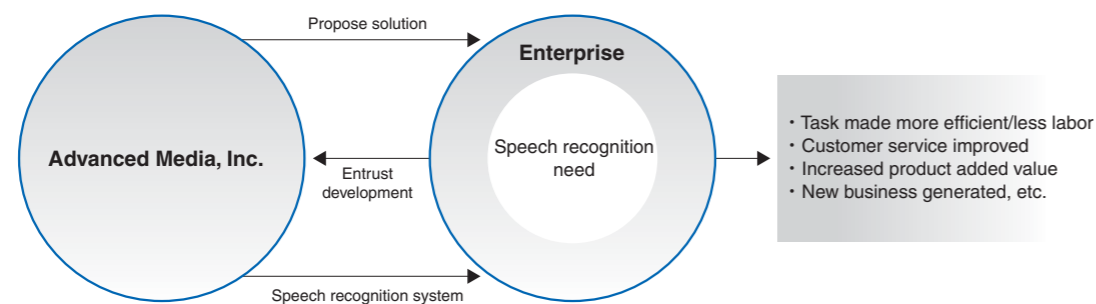 Propose solution
Enterprise
Advanced Media, Inc.
Speech recognition
need
Entrust
development
Speech recognition system
・Task made more efficient/less labor
・Customer service improved
・Increased product added value
・New business generated, etc.